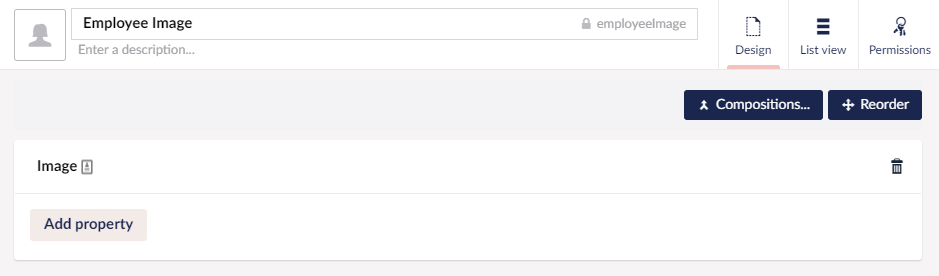 Employee Image
employeeImage
Enter a description...
Design
List view
Permissions
Compositions...
Reorder
Image
Add property